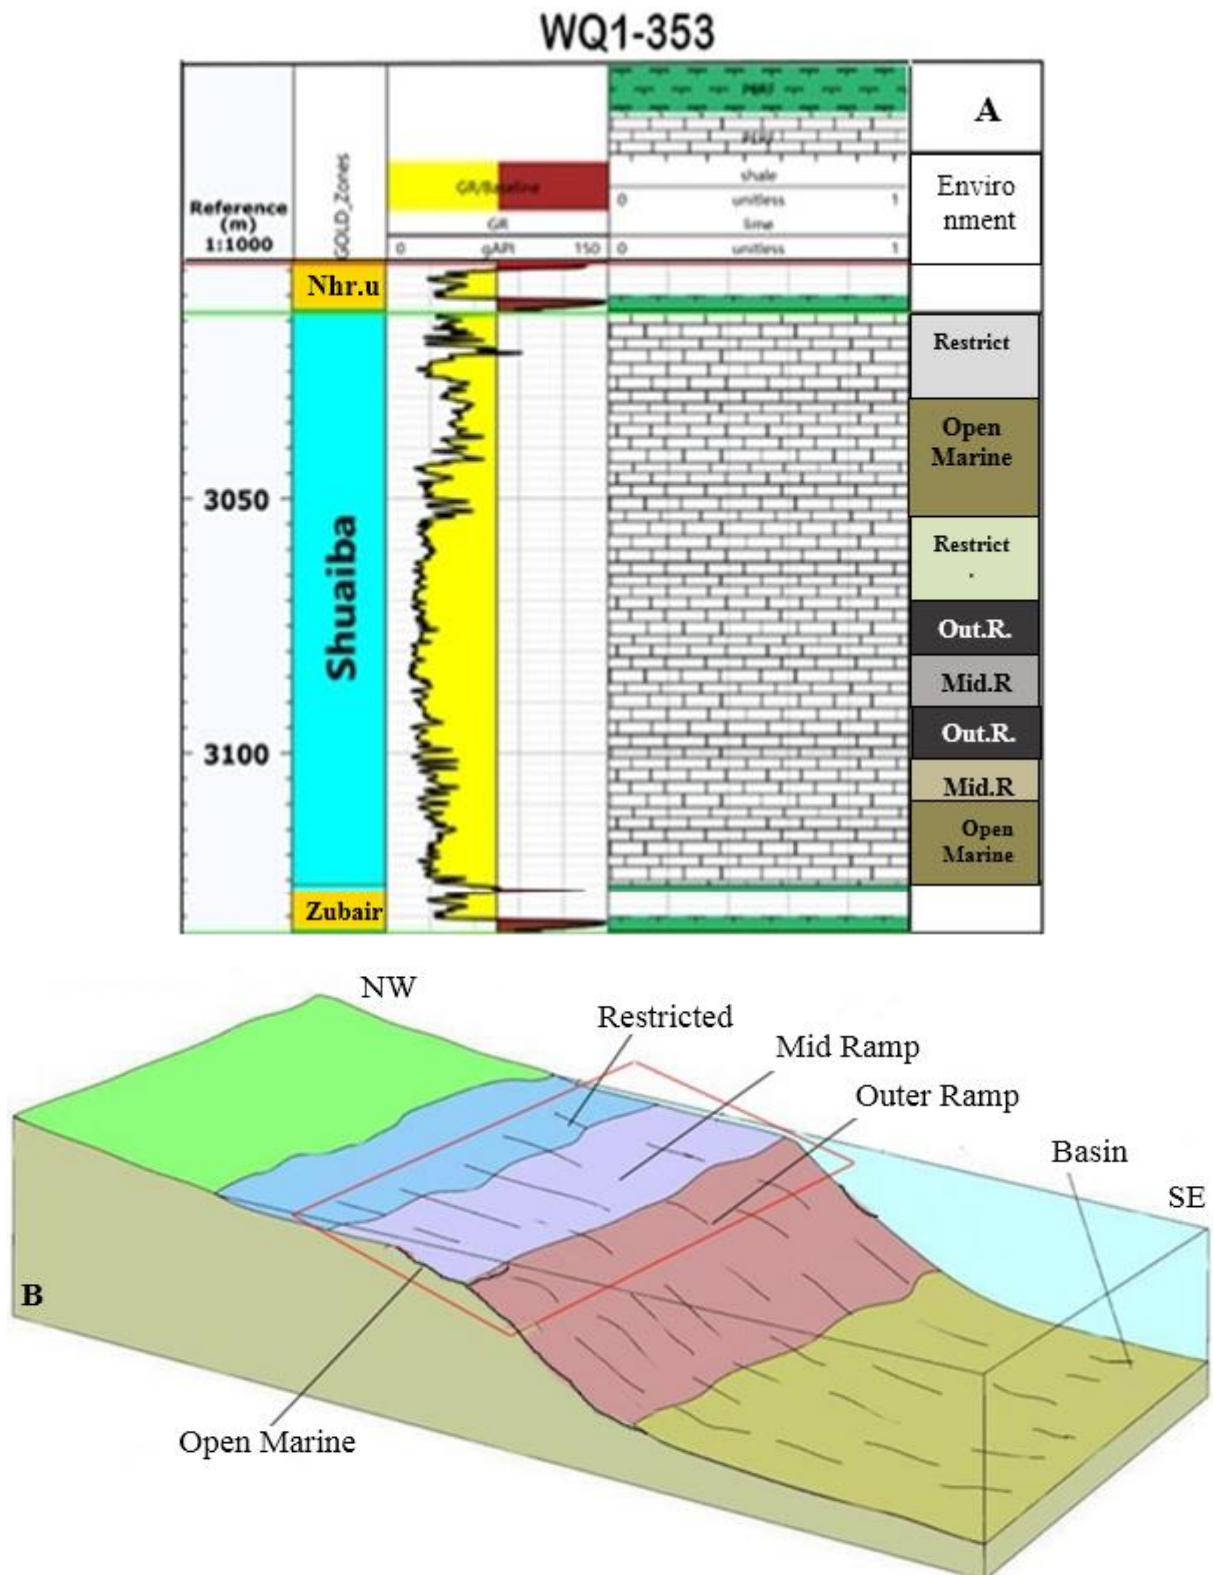 WQ1-353
A
shale
GR/Baseline
0 unitless 1
GR
lime
0 gAPI 150
0 unitless 1
Reference
(m)
1:1000
GOLD_Zones
Enviro
nment
Nhr.u
Shuaiba
Zubair
3050
3100
Restrict
Open
Marine
Restrict
.
Out.R.
Mid.R
Out.R.
Mid.R
Open
Marine
NW
Restricted
Mid Ramp
Outer Ramp
Basin
SE
B
Open Marine